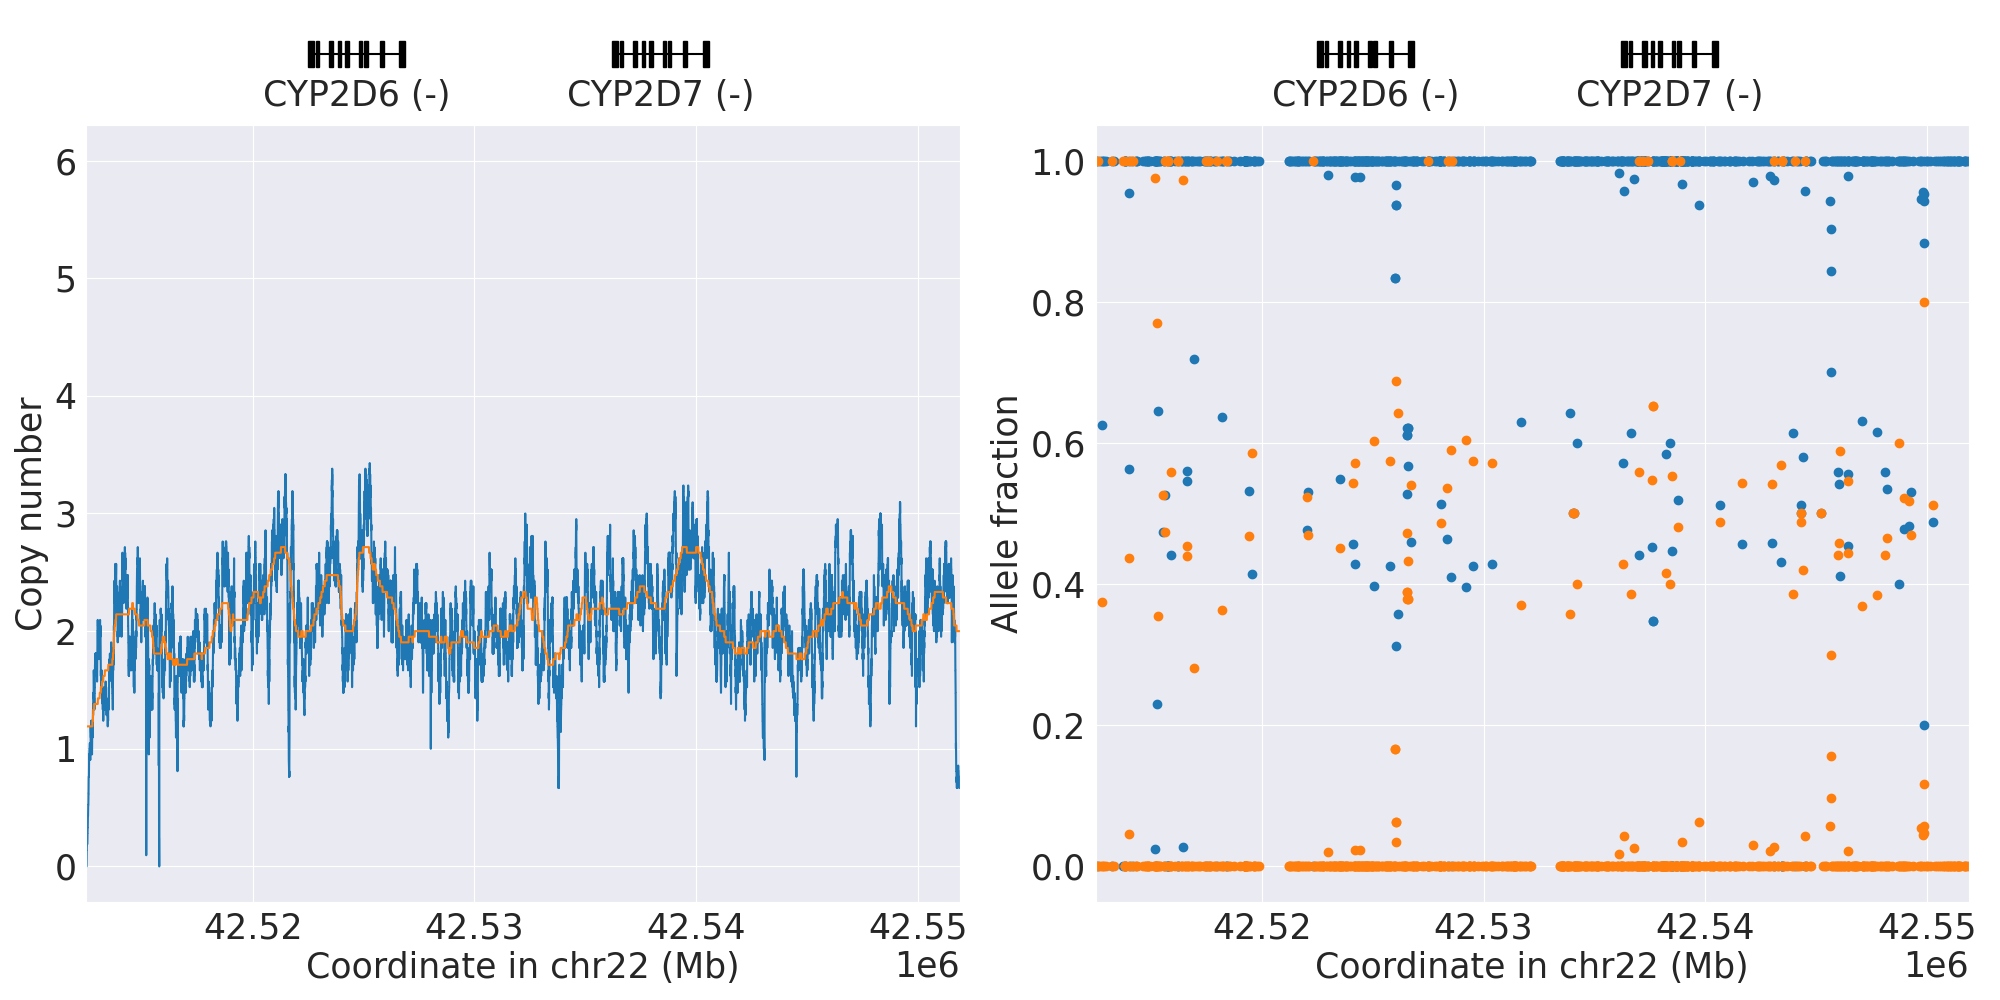 CYP2D6 (-) CYP2D7 (-)
Copy number
6
5
4
3
2
1
0
42.52 42.53 42.54 42.55
Coordinate in chr22 (Mb) 1e6
CYP2D6 (-) CYP2D7 (-)
Allele fraction
1.0
0.8
0.6
0.4
0.2
0.0
42.52 42.53 42.54 42.55
Coordinate in chr22 (Mb) 1e6